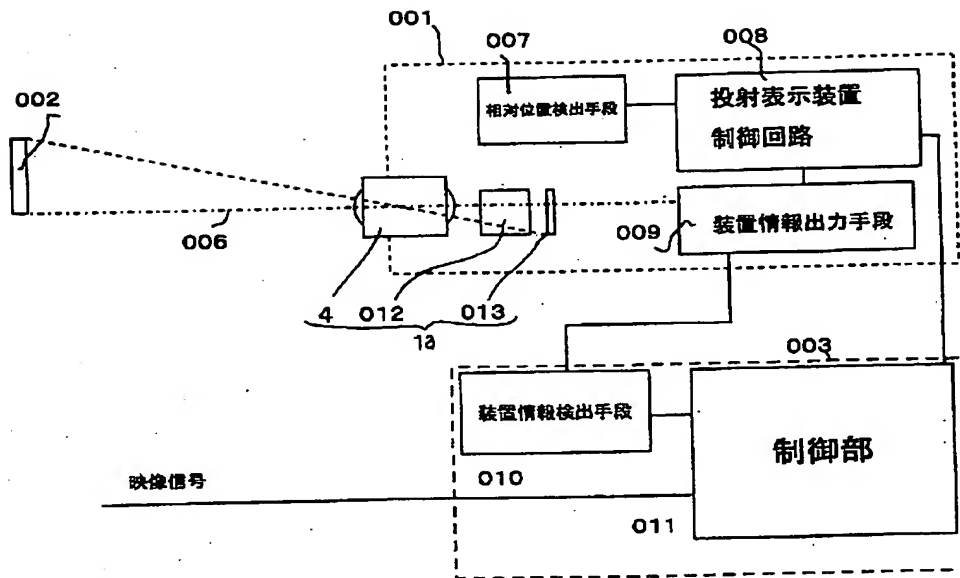 001
007
008
002
相対位置検出手段
投射表示装置
制御回路
006
009
装置情報出力手段
4 012 013
1a
003
装置情報検出手段
制御部
映像信号
010
011